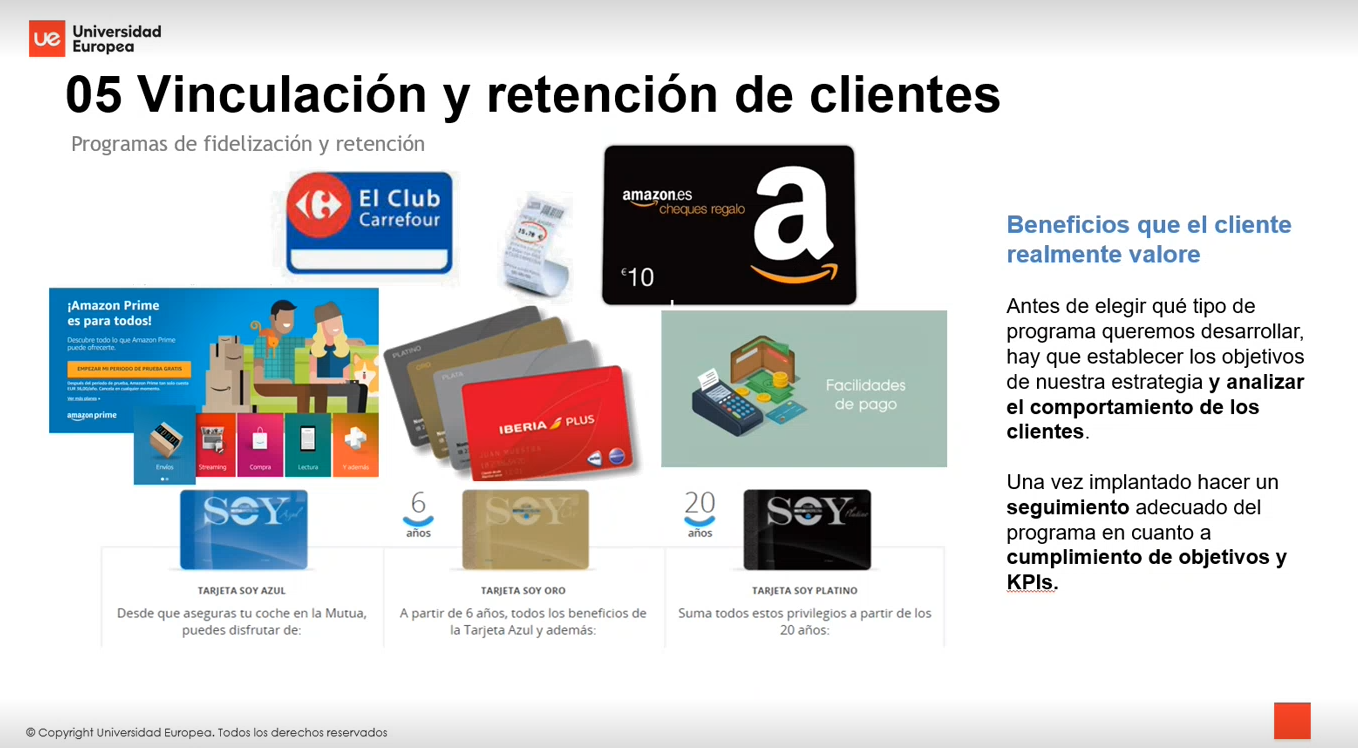 Universidad
Europea
05 Vinculación y retención de clientes
Programas de fidelización y retención
El Club
Carrefour
15.70 €
amazon.es
cheques regalo
€10
¡Amazon Prime
es para todos!
Descubre todo lo que Amazon Prime
puede ofrecerte.
EMPEZAR MI PERIODO DE PRUEBA GRATIS
Ver más planes
amazon prime
Envíos
Streaming
Compra
Lectura
Y además
PLATINO
ORO
PLATA
IBERIA PLUS
Facilidades
de pago
SOY Azul
6
años
SOY Oro
20
años
SOY Platino
TARJETA SOY AZUL
Desde que aseguras tu coche en la Mutua,
puedes disfrutar de:
TARJETA SOY ORO
A partir de 6 años, todos los beneficios de
la Tarjeta Azul y además:
TARJETA SOY PLATINO
Suma todos estos privilegios a partir de los
20 años:
Beneficios que el cliente
realmente valore
Antes de elegir qué tipo de
programa queremos desarrollar,
hay que establecer los objetivos
de nuestra estrategia y analizar
el comportamiento de los
clientes.
Una vez implantado hacer un
seguimiento adecuado del
programa en cuanto a
cumplimiento de objetivos y
KPIs.
© Copyright Universidad Europea. Todos los derechos reservados